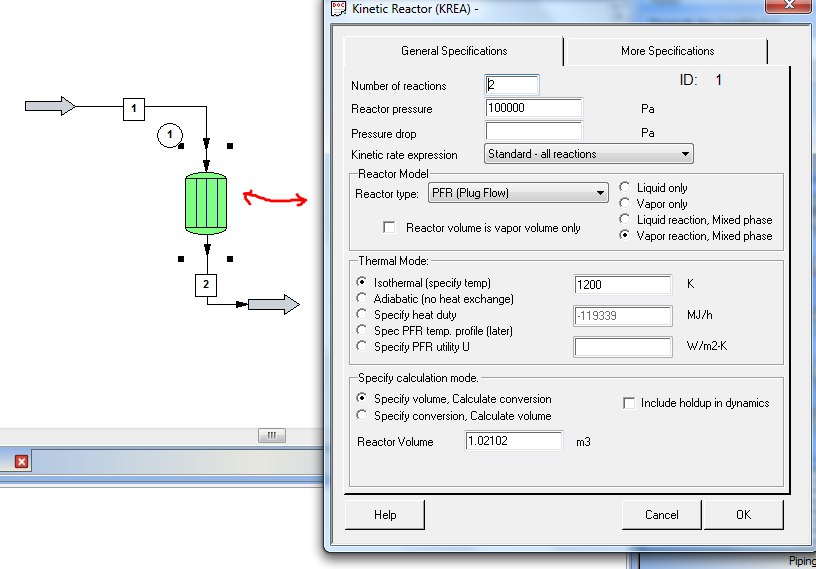 Kinetic Reactor (KREA) -
General Specifications
More Specifications
Number of reactions 2 ID: 1
Reactor pressure 100000 Pa
Pressure drop Pa
Kinetic rate expression Standard - all reactions
Reactor Model
Reactor type: PFR (Plug Flow)
Liquid only
Vapor only
Liquid reaction, Mixed phase
Vapor reaction, Mixed phase
Reactor volume is vapor volume only
Thermal Mode:
Isothermal (specify temp) 1200 K
Adiabatic (no heat exchange)
Specify heat duty -119339 MJ/h
Spec PFR temp. profile (later)
Specify PFR utility U W/m2-K
Specify calculation mode.
Specify volume, Calculate conversion
Specify conversion, Calculate volume
Include holdup in dynamics
Reactor Volume 1.02102 m3
Help Cancel OK
1
1
2
Piping